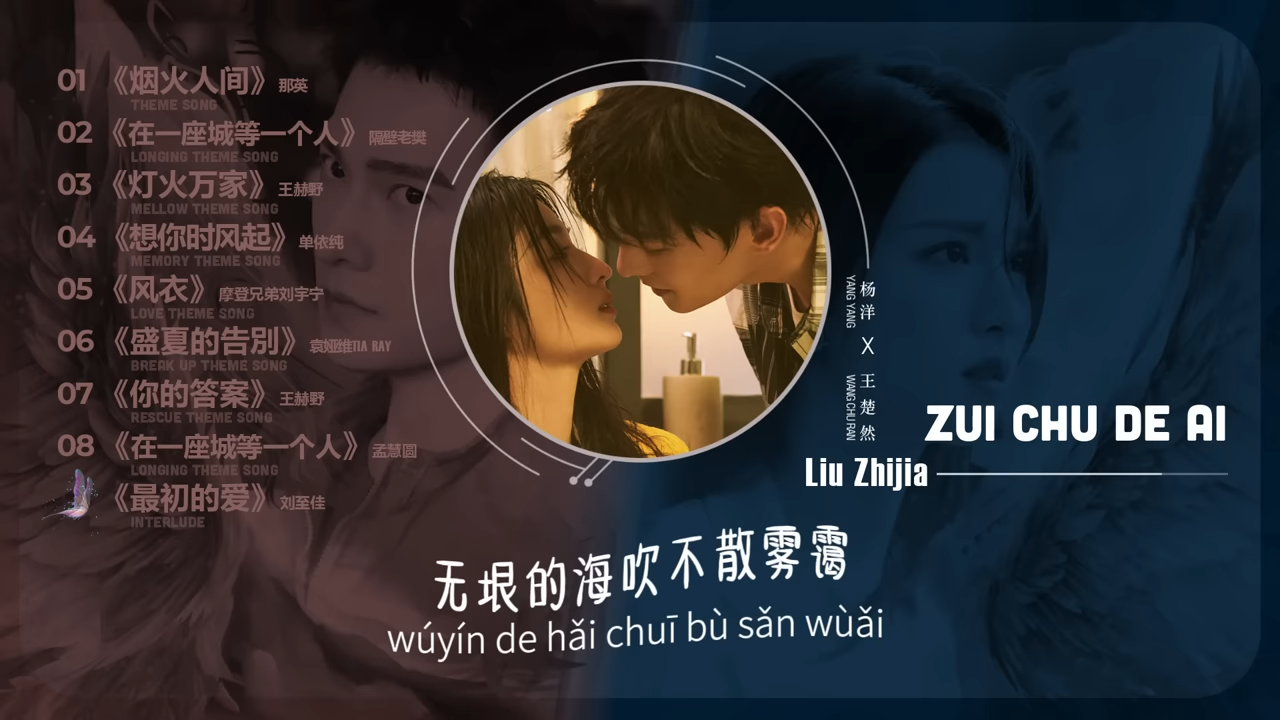 01 《烟火人间》 那英
THEME SONG
02 《在一座城等一个人》 隔壁老樊
LONGING THEME SONG
03 《灯火万家》 王赫野
MELLOW THEME SONG
04 《想你时风起》 单依纯
MEMORY THEME SONG
05 《风衣》 摩登兄弟刘宇宁
LOVE THEME SONG
06 《盛夏的告别》 袁娅维TIA RAY
BREAK UP THEME SONG
07 《你的答案》 王赫野
RESCUE THEME SONG
08 《在一座城等一个人》 孟慧圆
LONGING THEME SONG
《最初的爱》 刘至佳
INTERLUDE
杨洋 X 王楚然
YANG YANG WANG CHU RAN
ZUI CHU DE AI
Liu Zhijia
无垠的海吹不散雾霭
wúyín de hǎi chuī bù sǎn wùǎi